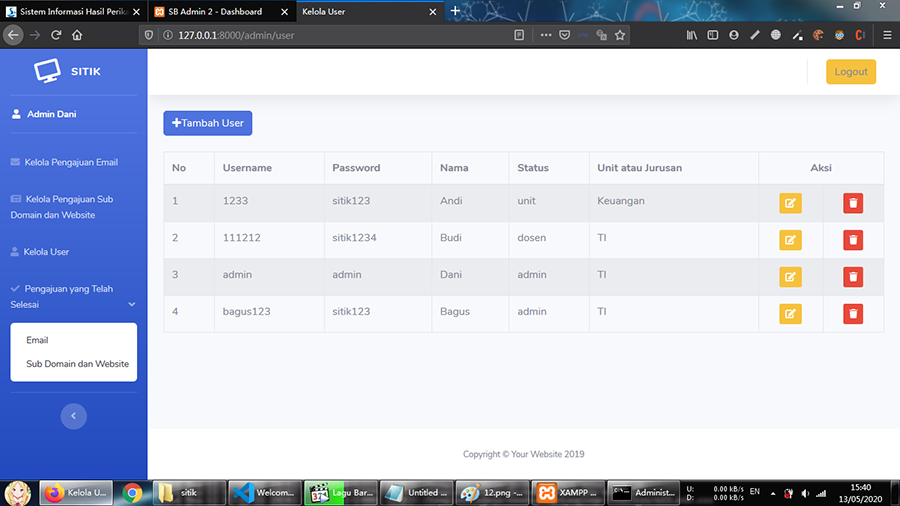 Sistem Informasi Hasil Perika
SB Admin 2 - Dashboard
Kelola User
127.0.0.1:8000/admin/user
SITIK
Logout
Admin Dani
Kelola Pengajuan Email
Kelola Pengajuan Sub
Domain dan Website
Kelola User
Pengajuan yang Telah
Selesai
Email
Sub Domain dan Website
Tambah User
No Username Password Nama Status Unit atau Jurusan Aksi
1 1233 sitik123 Andi unit Keuangan
2 111212 sitik1234 Budi dosen TI
3 admin admin Dani admin TI
4 bagus123 sitik123 Bagus admin TI
Copyright © Your Website 2019
Kelola U...
sitik
Welcom...
Lagu Bar...
Untitled ...
12.png -...
XAMPP ...
Administ...
U: 0.00 kB/s
D: 0.00 kB/s
EN
15:40
13/05/2020